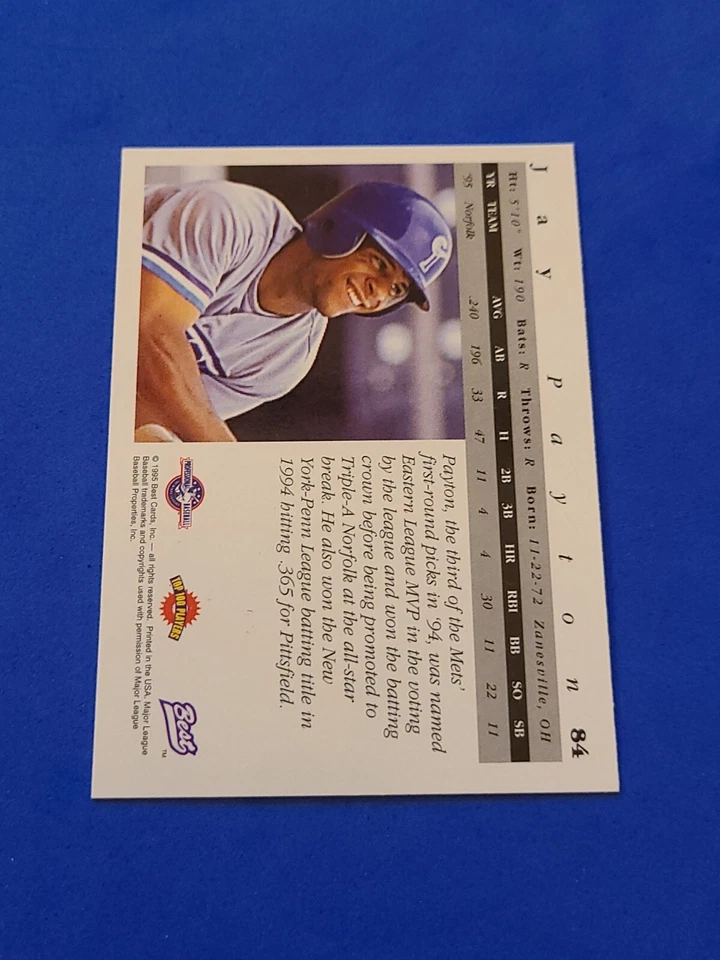 Jay Payton 84
Ht: 5'10" Wt: 190 Bats: R Throws: R Born: 11-22-72 Zanesville, OH
YR TEAM AVG AB R H 2B 3B HR RBI BB SO SB
'95 Norfolk .240 196 33 47 11 4 4 30 11 22 11
Payton, the third of the Mets'
first-round picks in '94, was named
Eastern League MVP in the voting
by the league and won the batting
crown before being promoted to
Triple-A Norfolk at the all-star
break. He also won the New
York-Penn League batting title in
1994 hitting .365 for Pittsfield.
PROFESSIONAL BASEBALL
TOP 100 PLAYERS
Best TM
© 1995 Best Cards, Inc. — all rights reserved. Printed in the USA. Major League
Baseball trademarks and copyrights used with permission of Major League
Baseball Properties, Inc.